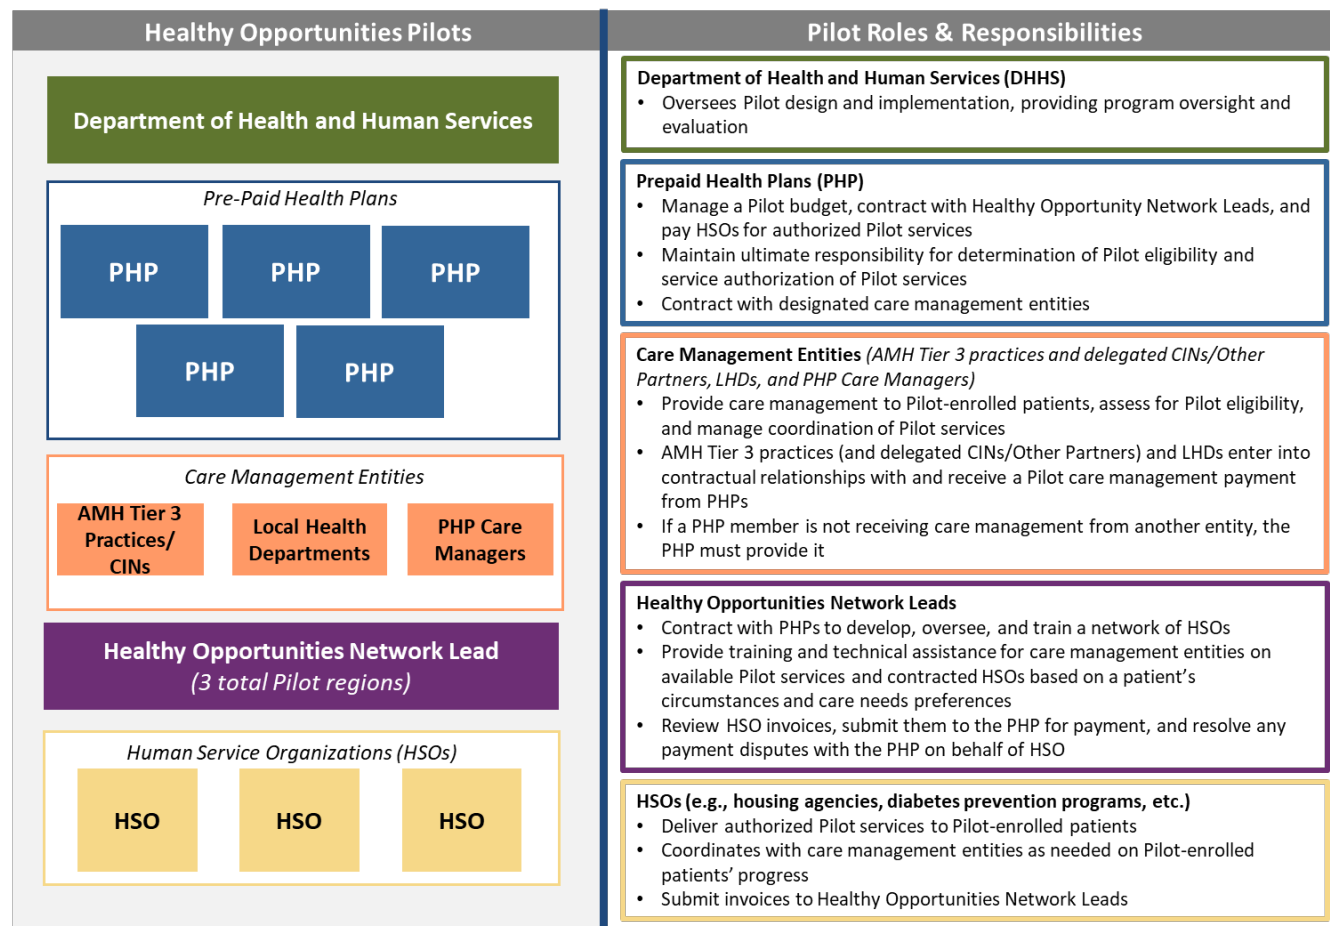 Healthy Opportunities Pilots
Department of Health and Human Services
Pre-Paid Health Plans
PHP
PHP
PHP
PHP
PHP
Care Management Entities
AMH Tier 3
Practices/
CINs
Local Health
Departments
PHP Care
Managers
Healthy Opportunities Network Lead
(3 total Pilot regions)
Human Service Organizations (HSOs)
HSO
HSO
HSO
Pilot Roles & Responsibilities
Department of Health and Human Services (DHHS)
• Oversees Pilot design and implementation, providing program oversight and
evaluation
Prepaid Health Plans (PHP)
• Manage a Pilot budget, contract with Healthy Opportunity Network Leads, and
pay HSOs for authorized Pilot services
• Maintain ultimate responsibility for determination of Pilot eligibility and
service authorization of Pilot services
• Contract with designated care management entities
Care Management Entities (AMH Tier 3 practices and delegated CINs/Other
Partners, LHDs, and PHP Care Managers)
• Provide care management to Pilot-enrolled patients, assess for Pilot eligibility,
and manage coordination of Pilot services
• AMH Tier 3 practices (and delegated CINs/Other Partners) and LHDs enter into
contractual relationships with and receive a Pilot care management payment
from PHPs
• If a PHP member is not receiving care management from another entity, the
PHP must provide it
Healthy Opportunities Network Leads
• Contract with PHPs to develop, oversee, and train a network of HSOs
• Provide training and technical assistance for care management entities on
available Pilot services and contracted HSOs based on a patient's
circumstances and care needs preferences
• Review HSO invoices, submit them to the PHP for payment, and resolve any
payment disputes with the PHP on behalf of HSO
HSOs (e.g., housing agencies, diabetes prevention programs, etc.)
• Deliver authorized Pilot services to Pilot-enrolled patients
• Coordinates with care management entities as needed on Pilot-enrolled
patients' progress
• Submit invoices to Healthy Opportunities Network Leads